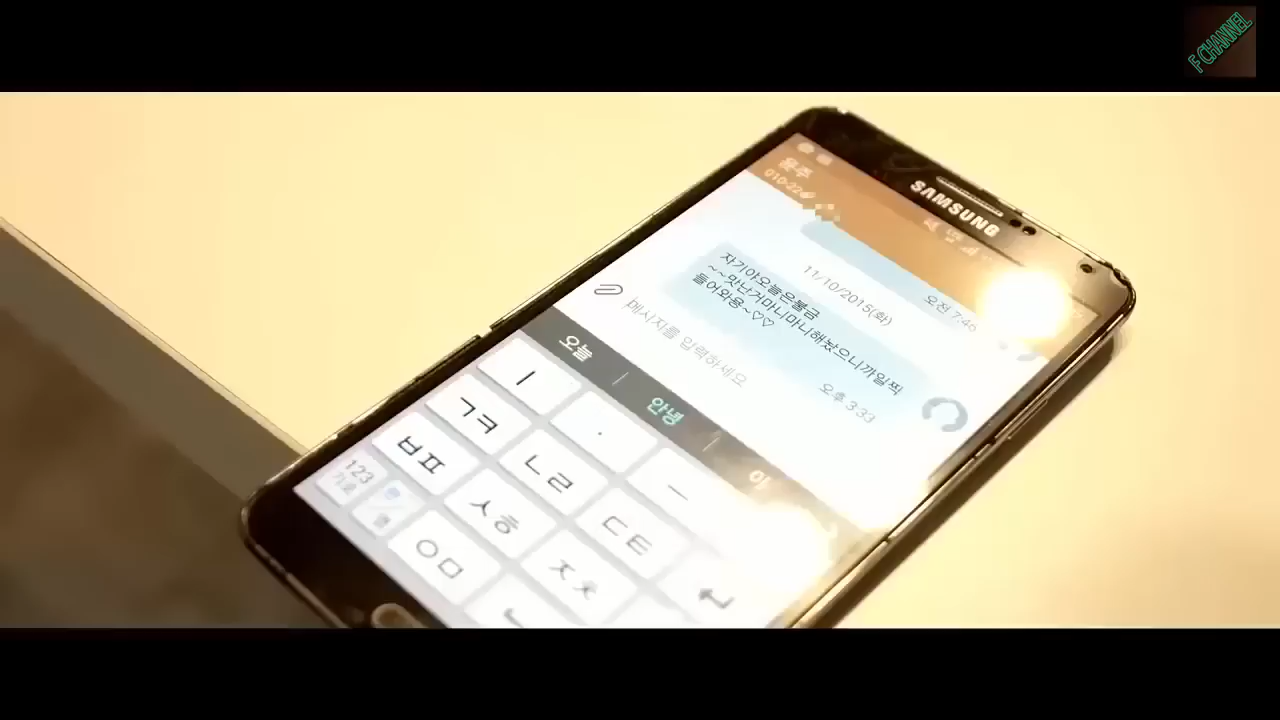 F CHANNEL
SAMSUNG
010-22
오전 7:46
11/10/2015(화)
자기야오늘은불금
~~맛난거마니마니해놨으니까일찍
들어와용~♡♡
오후 3:33
메시지를 입력하세요
오늘
안녕
이
ㅣ
·
ㅡ
ㄱㅋ
ㄴㄹ
ㄷㅌ
ㅂㅍ
ㅅㅎ
ㅈㅊ
123
ㅇㅁ